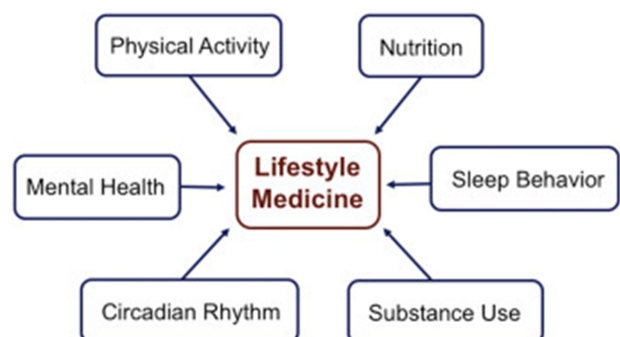 Physical Activity
Nutrition
Lifestyle
Medicine
Mental Health
Sleep Behavior
Circadian Rhythm
Substance Use